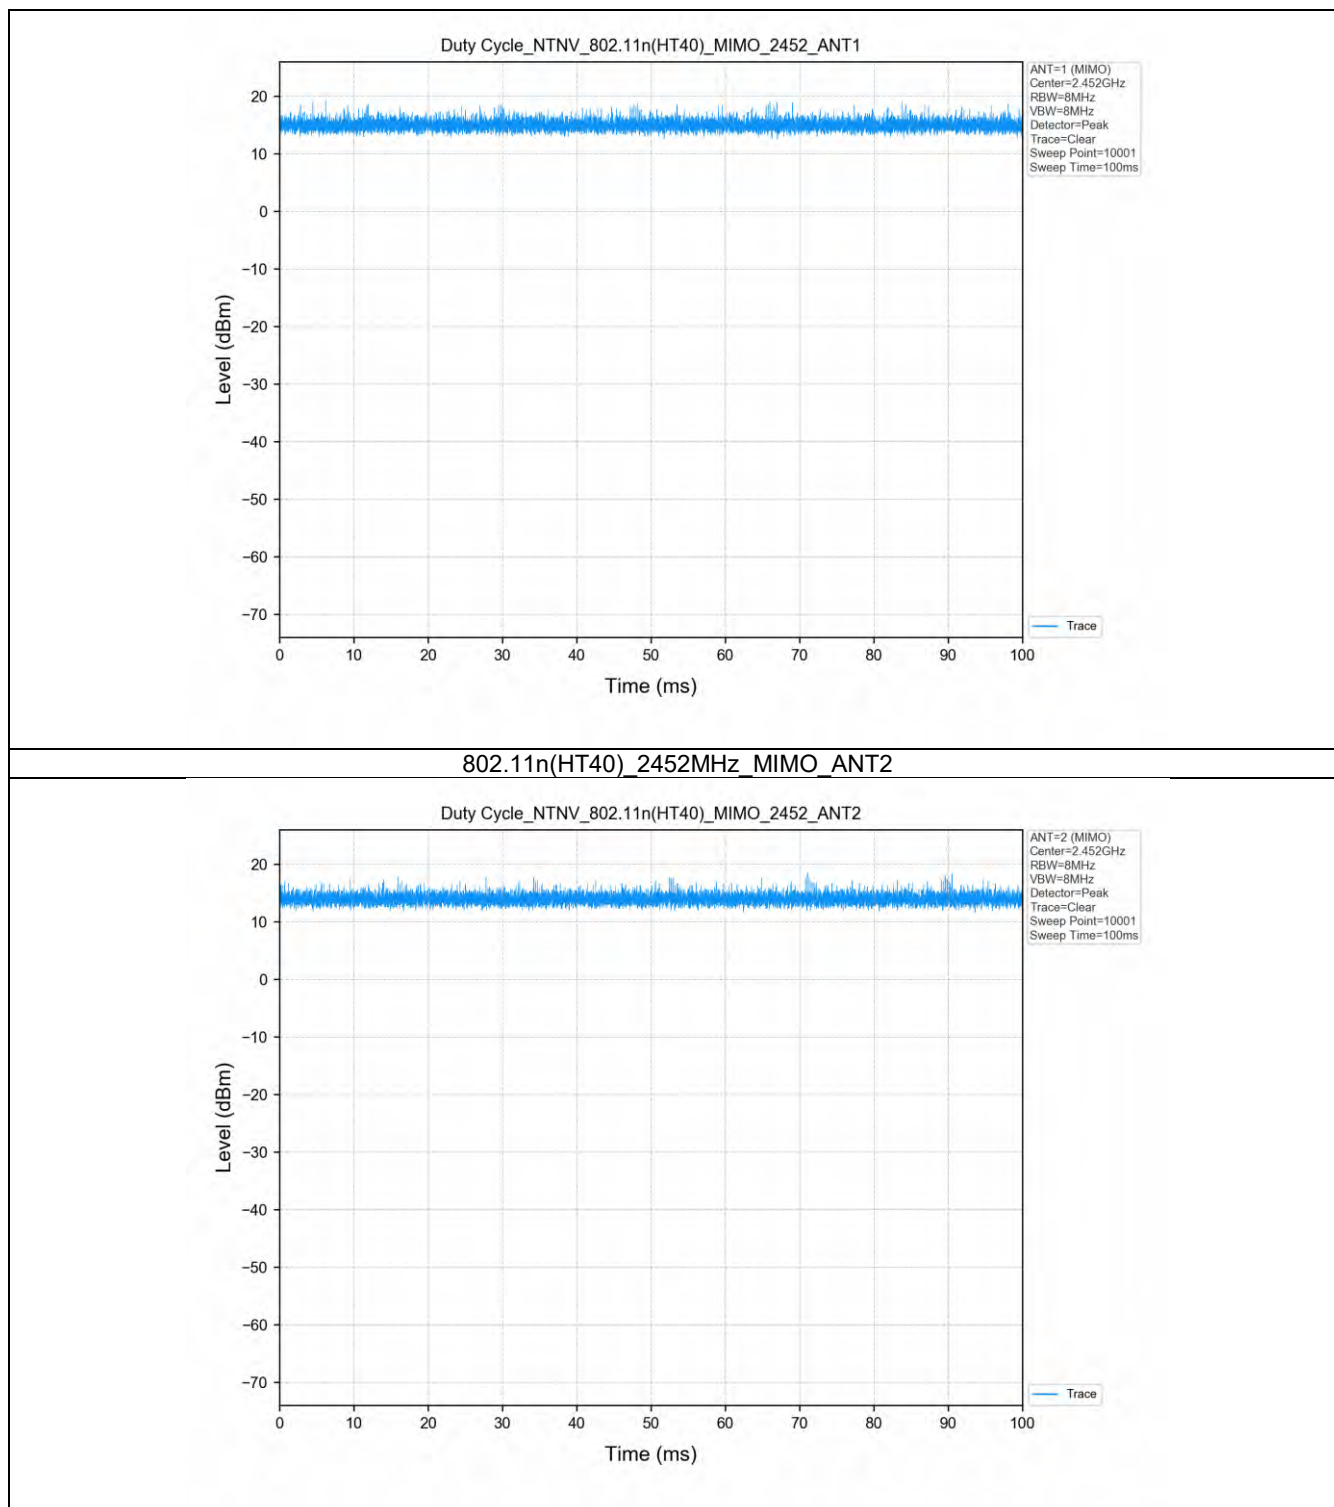 Duty Cycle_NTNV_802.11n(HT40)_MIMO_2452_ANT1
ANT=1 (MIMO)
Center=2.452GHz
RBW=8MHz
VBW=8MHz
Detector=Peak
Trace=Clear
Sweep Point=10001
Sweep Time=100ms
20
10
0
−10
−20
−30
−40
−50
−60
−70
Level (dBm)
Trace
0 10 20 30 40 50 60 70 80 90 100
Time (ms)
802.11n(HT40)_2452MHz_MIMO_ANT2
Duty Cycle_NTNV_802.11n(HT40)_MIMO_2452_ANT2
ANT=2 (MIMO)
Center=2.452GHz
RBW=8MHz
VBW=8MHz
Detector=Peak
Trace=Clear
Sweep Point=10001
Sweep Time=100ms
20
10
0
−10
−20
−30
−40
−50
−60
−70
Level (dBm)
Trace
0 10 20 30 40 50 60 70 80 90 100
Time (ms)